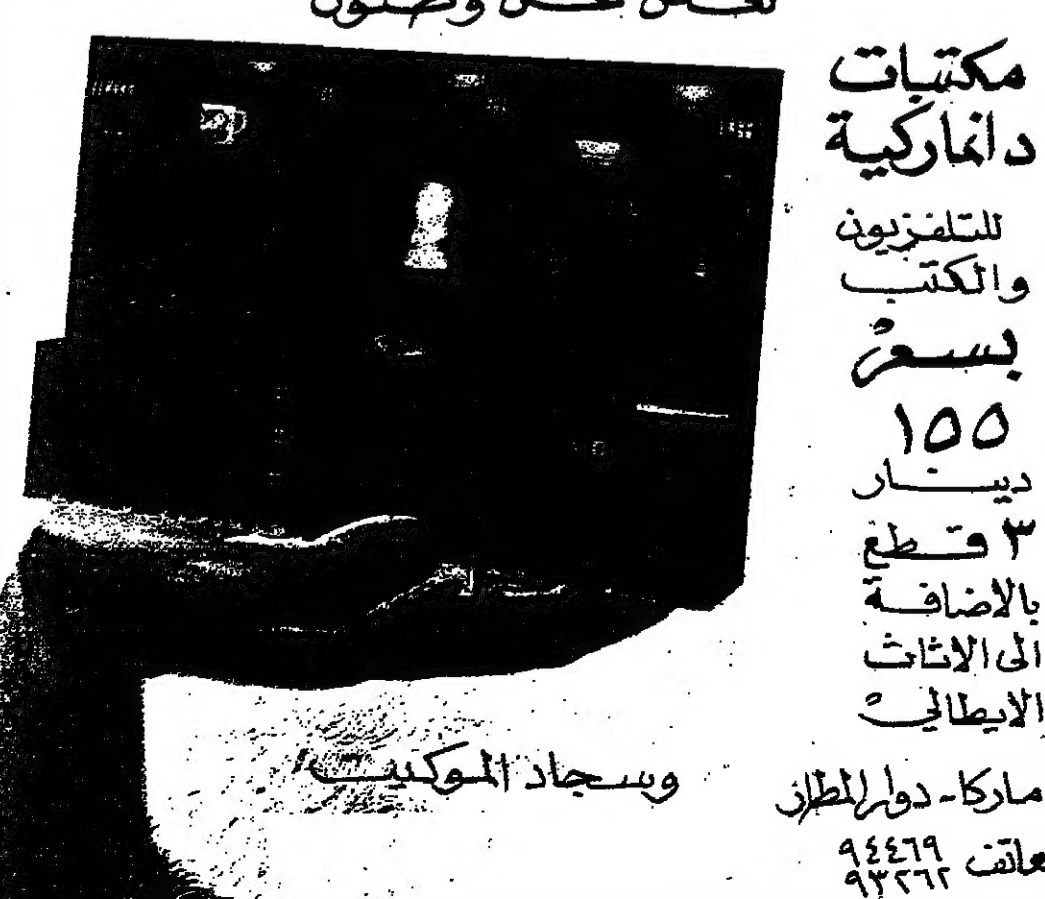 مكتبات
دانماركية
للتلفزيون
والكتب
بسعر
١٥٥
دينار
٣ قطع
بالاضافة
الى الاثاث
الايطالي
وسجاد الموكيت
ماركا - دوار المطار
هاتف ٩٤٤٦٩
٩٣٢٦٢